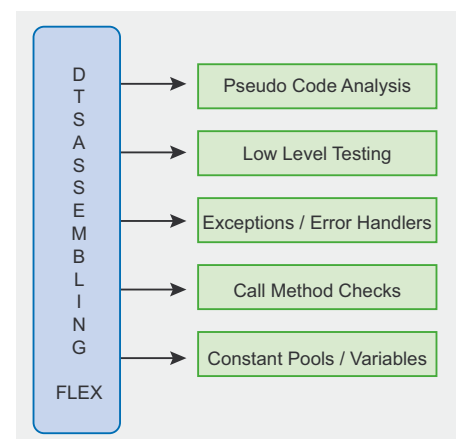 D
T
S
A
S
S
E
M
B
L
I
N
G
FLEX
Pseudo Code Analysis
Low Level Testing
Exceptions / Error Handlers
Call Method Checks
Constant Pools / Variables